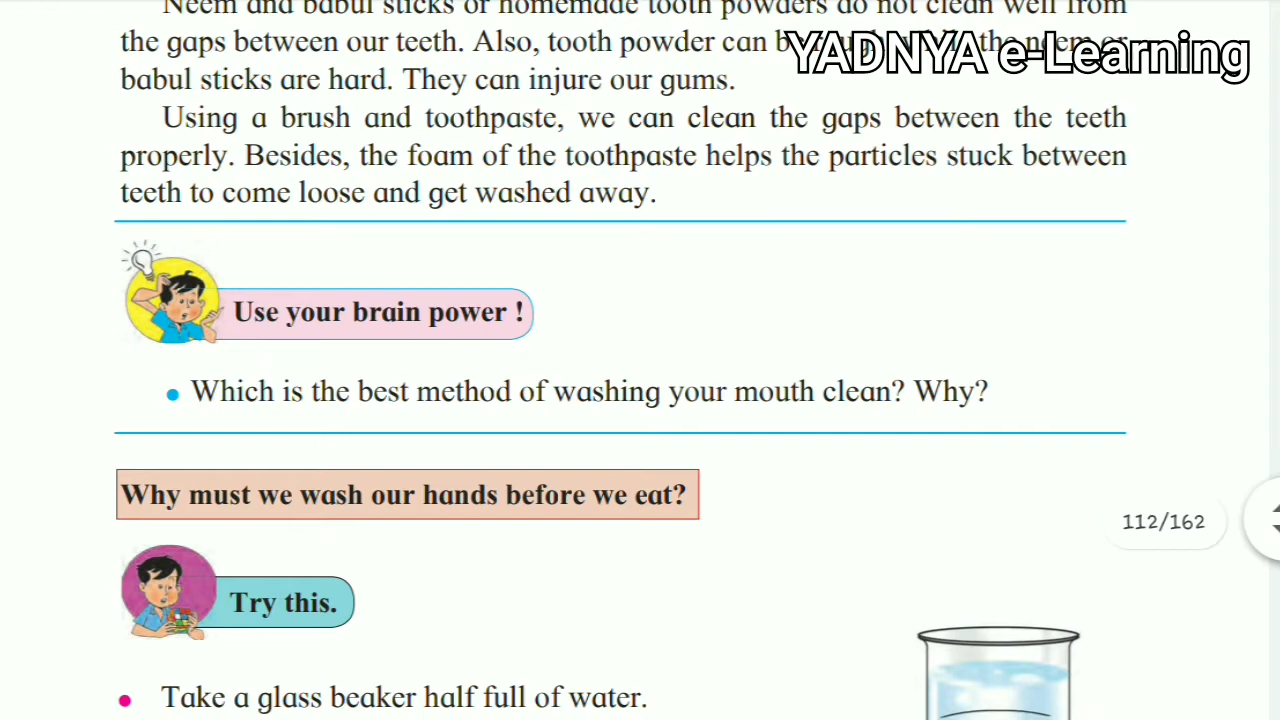 Neem and babul sticks or homemade tooth powders do not clean well from
the gaps between our teeth. Also, tooth powder can be the neem or
YADNYA e-Learning
babul sticks are hard. They can injure our gums.
Using a brush and toothpaste, we can clean the gaps between the teeth
properly. Besides, the foam of the toothpaste helps the particles stuck between
teeth to come loose and get washed away.
Use your brain power !
• Which is the best method of washing your mouth clean? Why?
Why must we wash our hands before we eat?
112/162
Try this.
• Take a glass beaker half full of water.